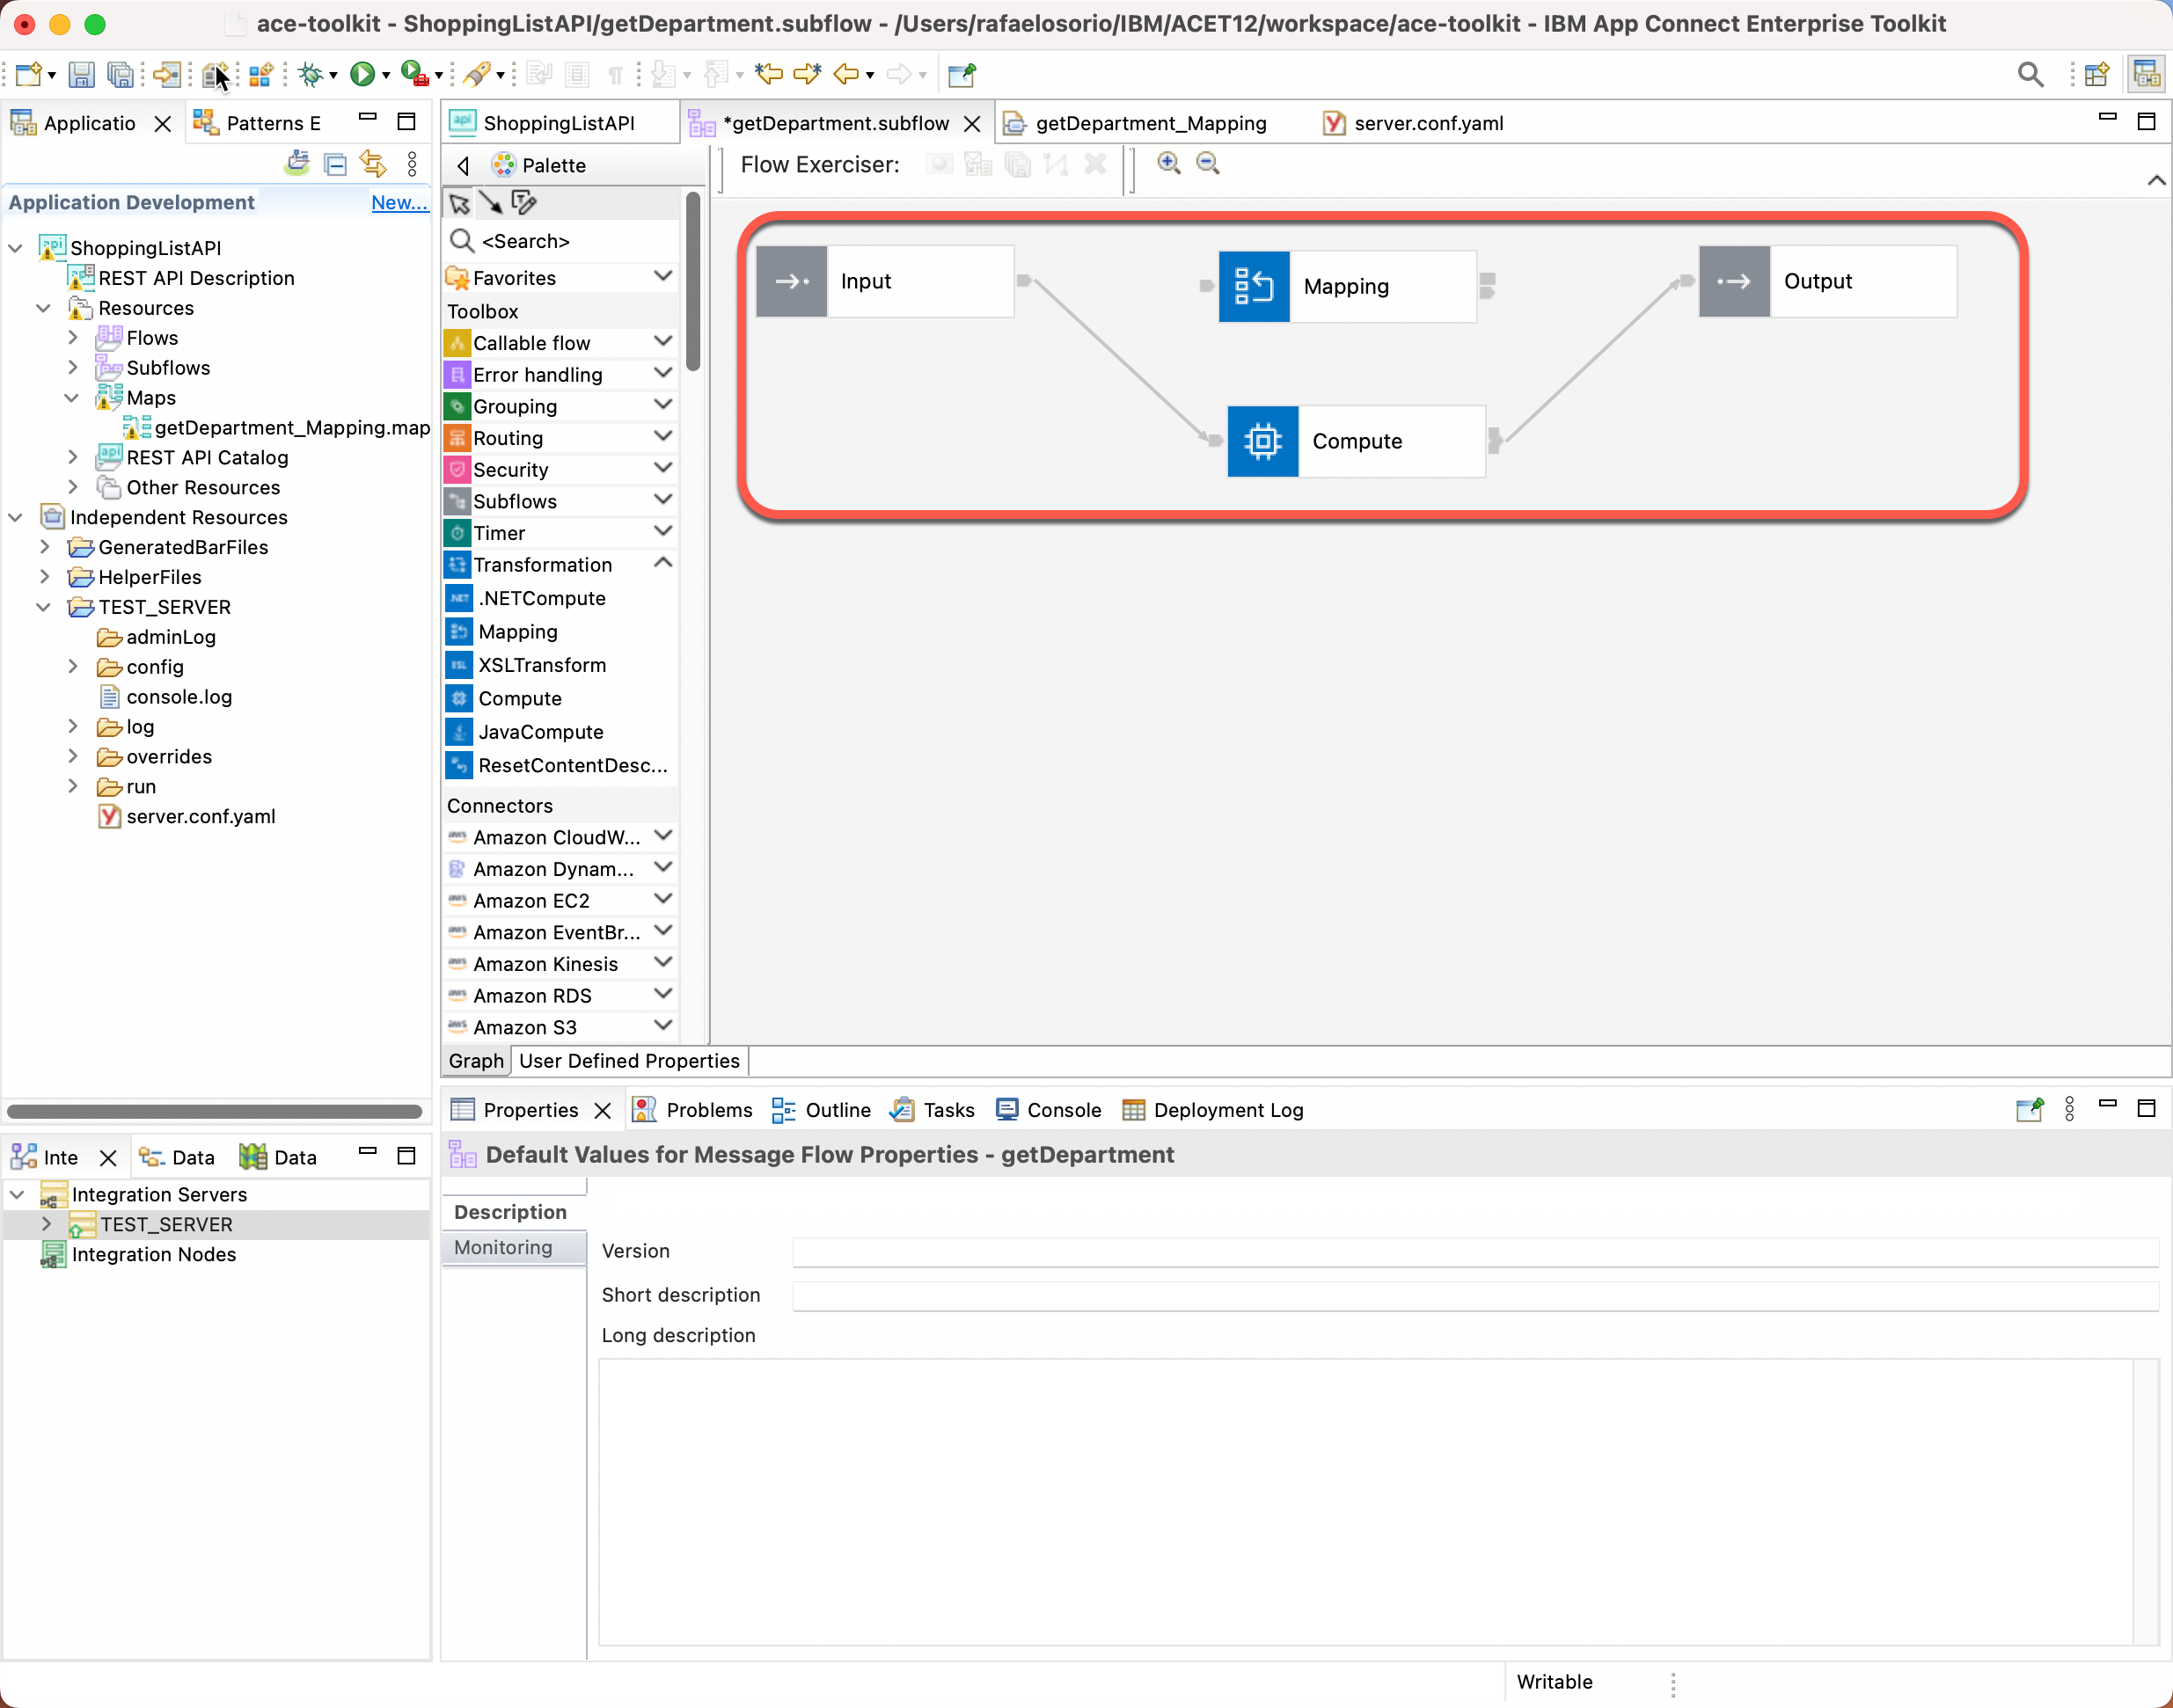 ace-toolkit - ShoppingListAPI/getDepartment.subflow - /Users/rafaelosorio/IBM/ACET12/workspace/ace-toolkit - IBM App Connect Enterprise Toolkit
Applicatio
Patterns E
Application Development
New...
ShoppingListAPI
REST API Description
Resources
Flows
Subflows
Maps
getDepartment_Mapping.map
REST API Catalog
Other Resources
Independent Resources
GeneratedBarFiles
HelperFiles
TEST_SERVER
adminLog
config
console.log
log
overrides
run
server.conf.yaml
ShoppingListAPI
*getDepartment.subflow
getDepartment_Mapping
server.conf.yaml
Palette
Flow Exerciser:
<Search>
Favorites
Toolbox
Callable flow
Error handling
Grouping
Routing
Security
Subflows
Timer
Transformation
.NETCompute
Mapping
XSLTransform
Compute
JavaCompute
ResetContentDesc...
Connectors
Amazon CloudW...
Amazon Dynam...
Amazon EC2
Amazon EventBr...
Amazon Kinesis
Amazon RDS
Amazon S3
Input
Mapping
Output
Compute
Graph
User Defined Properties
Inte
Data
Data
Integration Servers
TEST_SERVER
Integration Nodes
Properties
Problems
Outline
Tasks
Console
Deployment Log
Default Values for Message Flow Properties - getDepartment
Description
Monitoring
Version
Short description
Long description
Writable